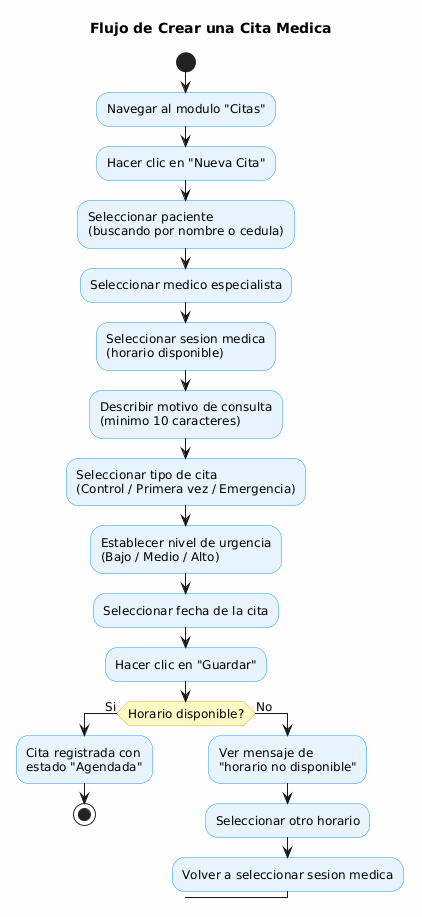 Flujo de Crear una Cita Medica
Navegar al modulo "Citas"
Hacer clic en "Nueva Cita"
Seleccionar paciente
(buscando por nombre o cedula)
Seleccionar medico especialista
Seleccionar sesion medica
(horario disponible)
Describir motivo de consulta
(minimo 10 caracteres)
Seleccionar tipo de cita
(Control / Primera vez / Emergencia)
Establecer nivel de urgencia
(Bajo / Medio / Alto)
Seleccionar fecha de la cita
Hacer clic en "Guardar"
Si
Horario disponible?
No
Cita registrada con
estado "Agendada"
Ver mensaje de
"horario no disponible"
Seleccionar otro horario
Volver a seleccionar sesion medica